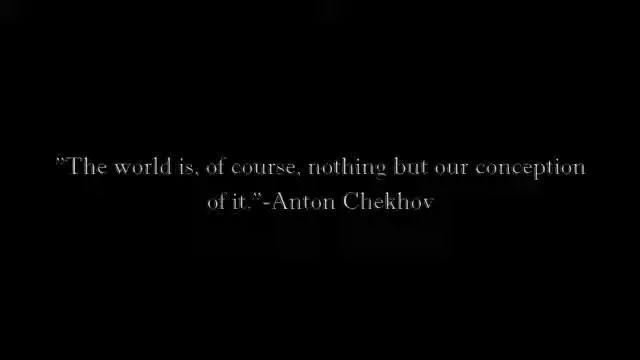 ”The world is, of course, nothing but our conception
of it.”-Anton Chekhov